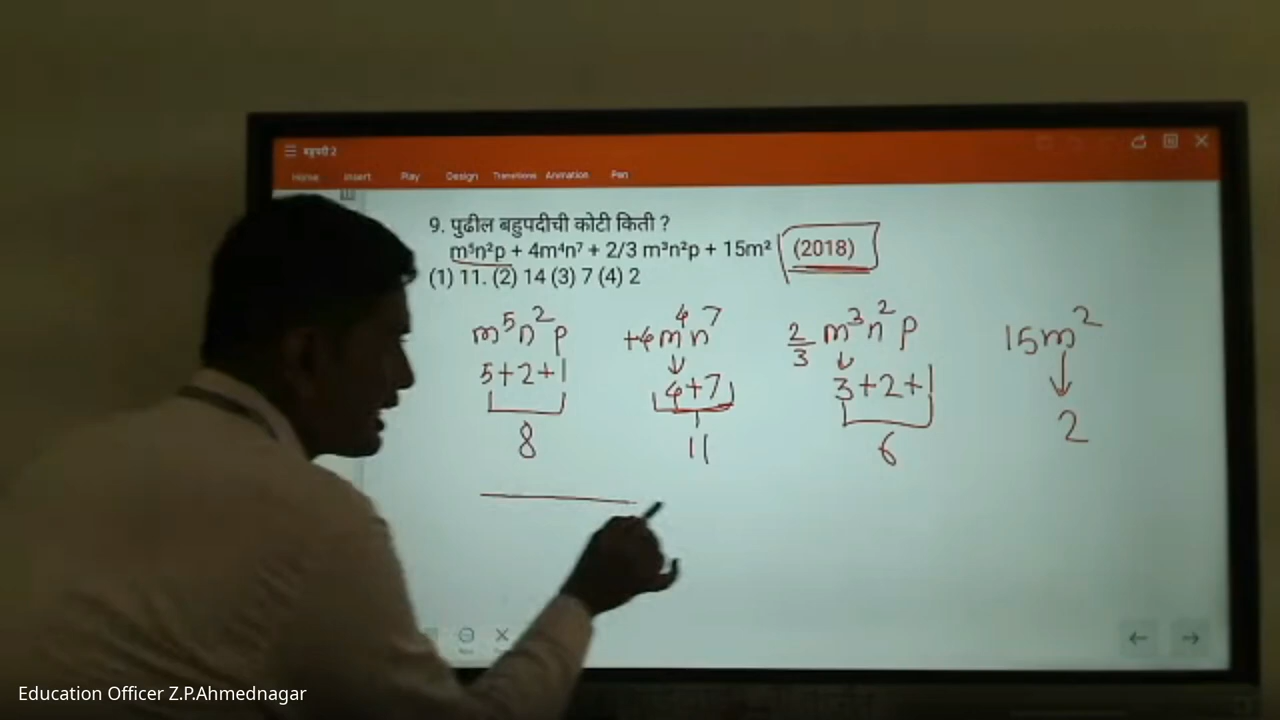 बहुपदी 2
Home Insert Play Design Transitions Animation Pen
9. पुढील बहुपदीची कोटी किती ?
m⁵n²p + 4m⁴n⁷ + 2/3 m³n²p + 15m² (2018)
(1) 11. (2) 14 (3) 7 (4) 2
m⁵n²p +4m⁴n⁷ 2/3 m³n²p 15m²
5+2+1 4+7 3+2+1 2
8 11 6
Education Officer Z.P.Ahmednagar